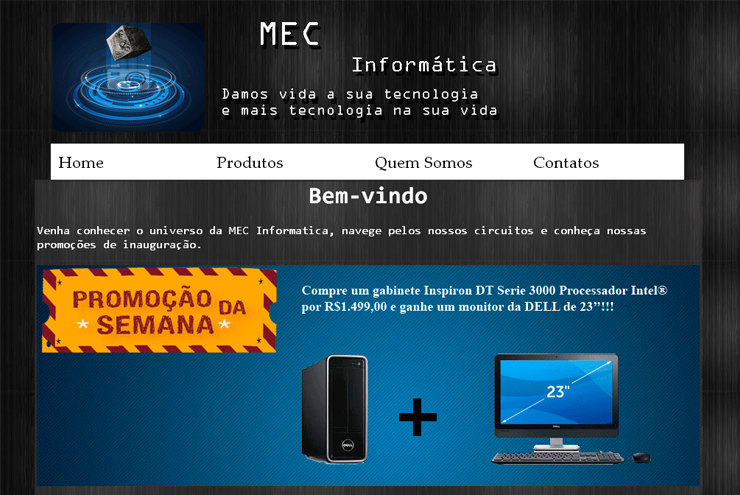 MEC
Informática
Damos vida a sua tecnologia
e mais tecnologia na sua vida
Home
Produtos
Quem Somos
Contatos
Bem-vindo
Venha conhecer o universo da MEC Informatica, navege pelos nossos circuitos e conheça nossas
promoções de inauguração.
PROMOÇÃO DA
*SEMANA*
Compre um gabinete Inspiron DT Serie 3000 Processador Intel®
por R$1.499,00 e ganhe um monitor da DELL de 23”!!!
+
23"